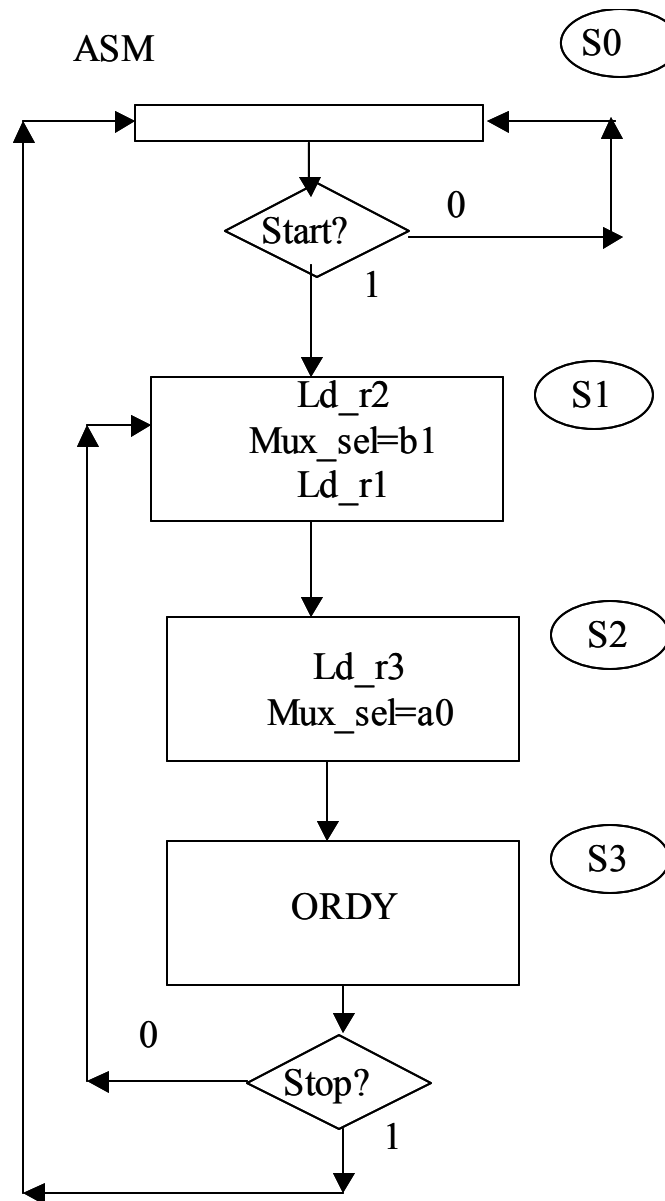 ASM
S0
Start?
0
1
Ld_r2
Mux_sel=b1
Ld_r1
S1
Ld_r3
Mux_sel=a0
S2
ORDY
S3
0
Stop?
1